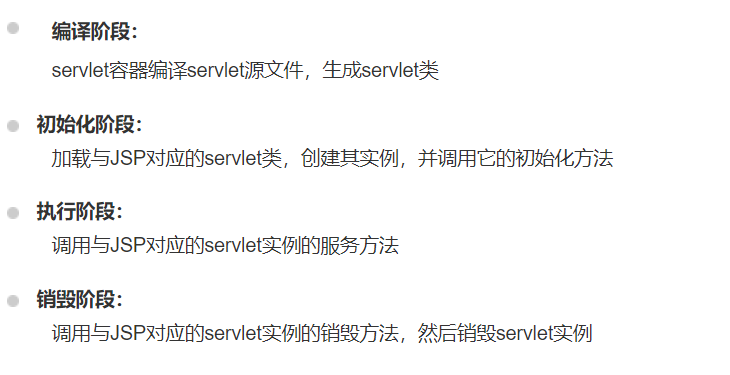 编译阶段：
servlet容器编译servlet源文件，生成servlet类
初始化阶段：
加载与JSP对应的servlet类，创建其实例，并调用它的初始化方法
执行阶段：
调用与JSP对应的servlet实例的服务方法
销毁阶段：
调用与JSP对应的servlet实例的销毁方法，然后销毁servlet实例